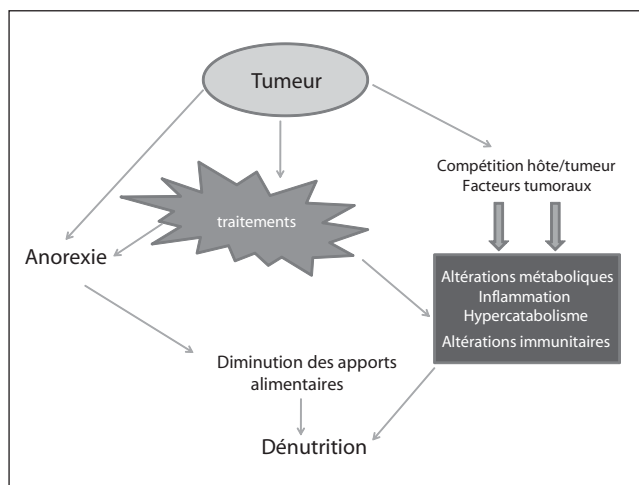 Tumeur
Compétition hôte/tumeur
Facteurs tumoraux
traitements
Anorexie
Altérations métaboliques
Inflammation
Hypercatabolisme
Altérations immunitaires
Diminution des apports
alimentaires
Dénutrition